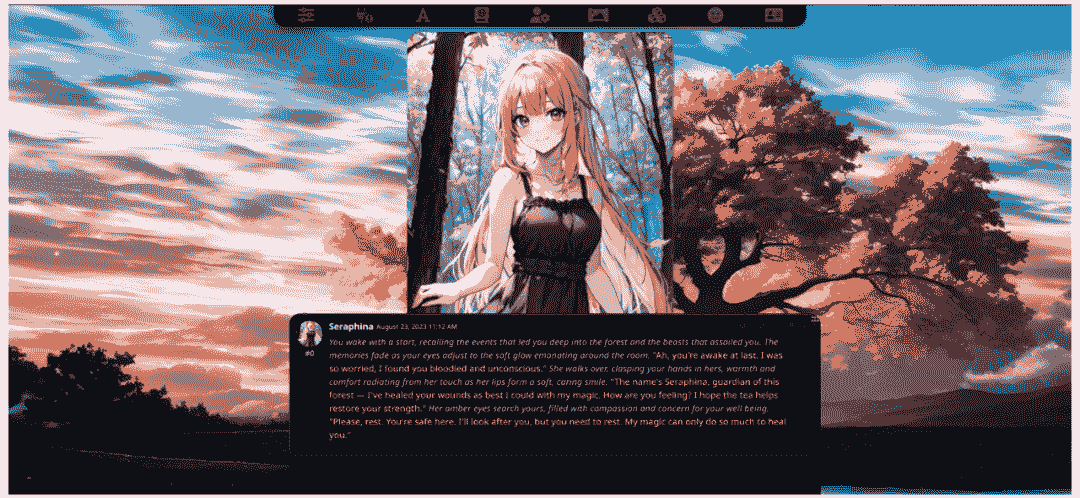 Seraphina August 23, 2023 11:12 AM
#0
You wake with a start, recalling the events that led you deep into the forest and the beasts that assailed you. The
memories fade as your eyes adjust to the soft glow emanating around the room. "Ah, you're awake at last. I was
so worried, I found you bloodied and unconscious." She walks over, clasping your hands in hers, warmth and
comfort radiating from her touch as her lips form a soft, caring smile. "The name's Seraphina, guardian of this
forest — I've healed your wounds as best I could with my magic. How are you feeling? I hope the tea helps
restore your strength." Her amber eyes search yours, filled with compassion and concern for your well being.
"Please, rest. You're safe here. I'll look after you, but you need to rest. My magic can only do so much to heal
you."